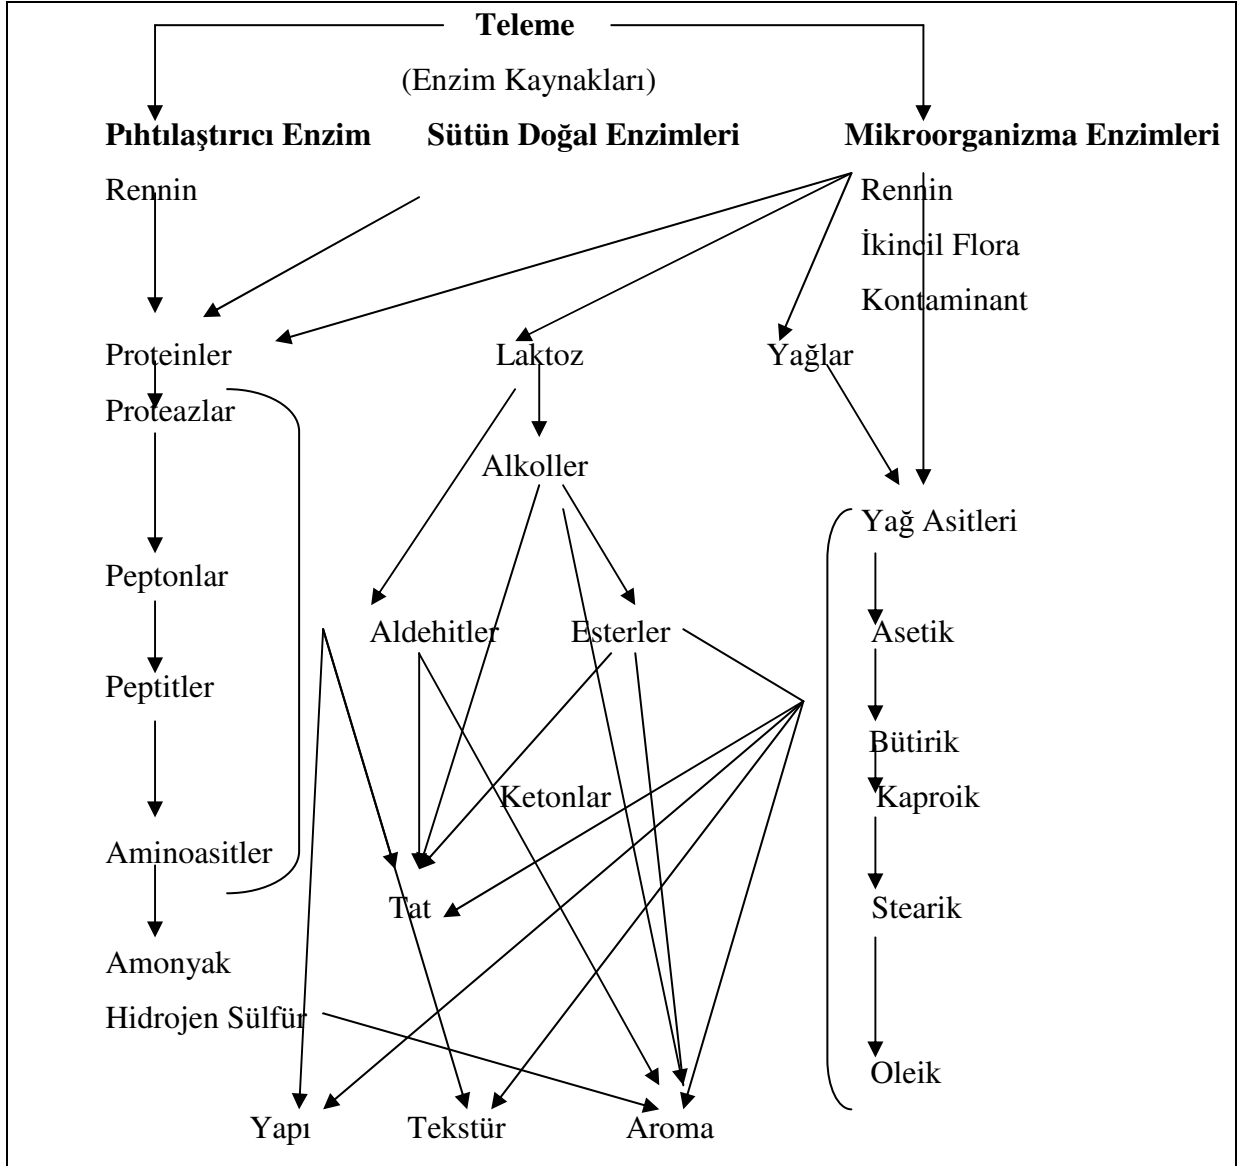 Teleme
(Enzim Kaynakları)
Pıhtılaştırıcı Enzim Sütün Doğal Enzimleri Mikroorganizma Enzimleri
Rennin Rennin
İkincil Flora
Kontaminant
Proteinler Laktoz Yağlar
Proteazlar
Alkoller
Yağ Asitleri
Peptonlar
Aldehitler Esterler Asetik
Peptitler
Bütirik
Ketonlar Kaproik
Aminoasitler
Tat Stearik
Amonyak
Hidrojen Sülfür
Oleik
Yapı Tekstür Aroma